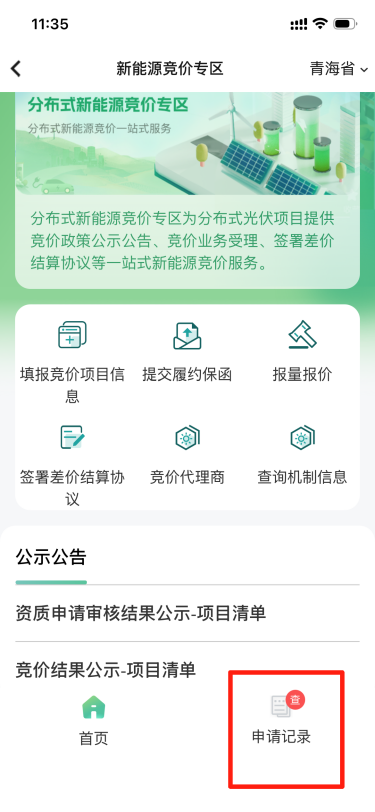 11:35
新能源竞价专区
青海省
分布式新能源竞价专区
分布式新能源竞价一站式服务
分布式新能源竞价专区为分布式光伏项目提供
竞价政策公示公告、竞价业务受理、签署差价
结算协议等一站式新能源竞价服务。
填报竞价项目信
息
提交履约保函
报量报价
签署差价结算协
议
竞价代理商
查询机制信息
公示公告
资质申请审核结果公示-项目清单
竞价结果公示-项目清单
首页
查
申请记录